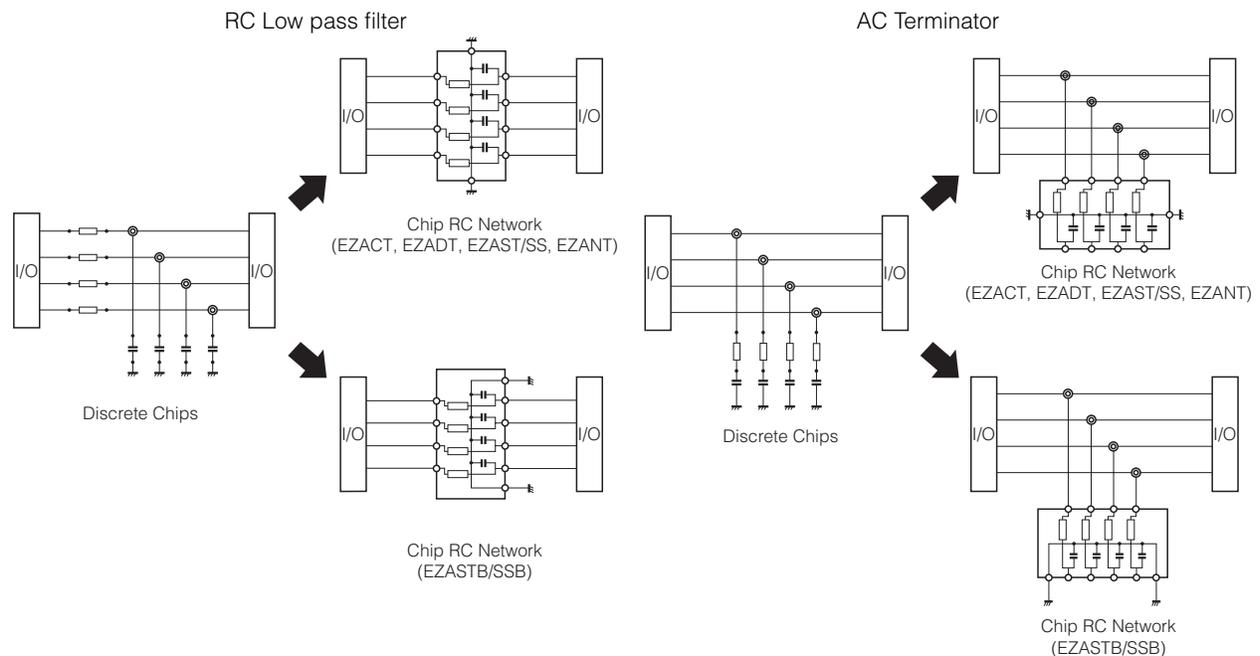 RC Low pass filter
I/O
I/O
Chip RC Network
(EZACT, EZADT, EZAST/SS, EZANT)
I/O
I/O
Discrete Chips
I/O
I/O
Chip RC Network
(EZASTB/SSB)
AC Terminator
I/O
I/O
Chip RC Network
(EZACT, EZADT, EZAST/SS, EZANT)
I/O
I/O
Discrete Chips
I/O
I/O
Chip RC Network
(EZASTB/SSB)